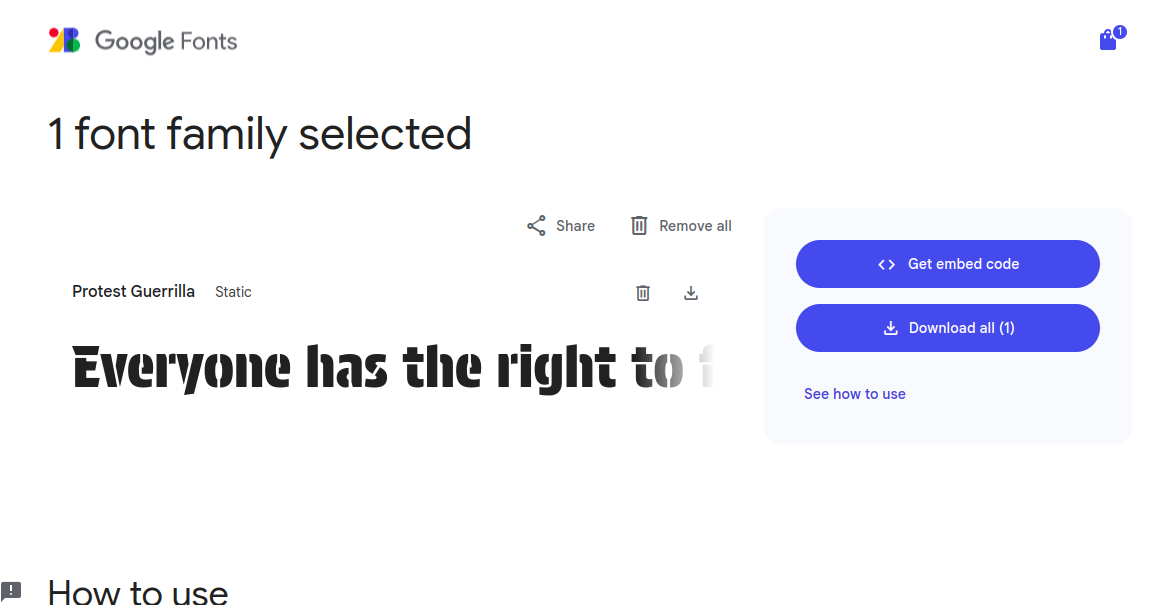 Google Fonts
1
1 font family selected
Share
Remove all
Protest Guerrilla
Static
Everyone has the right to f
Get embed code
Download all (1)
See how to use
How to use